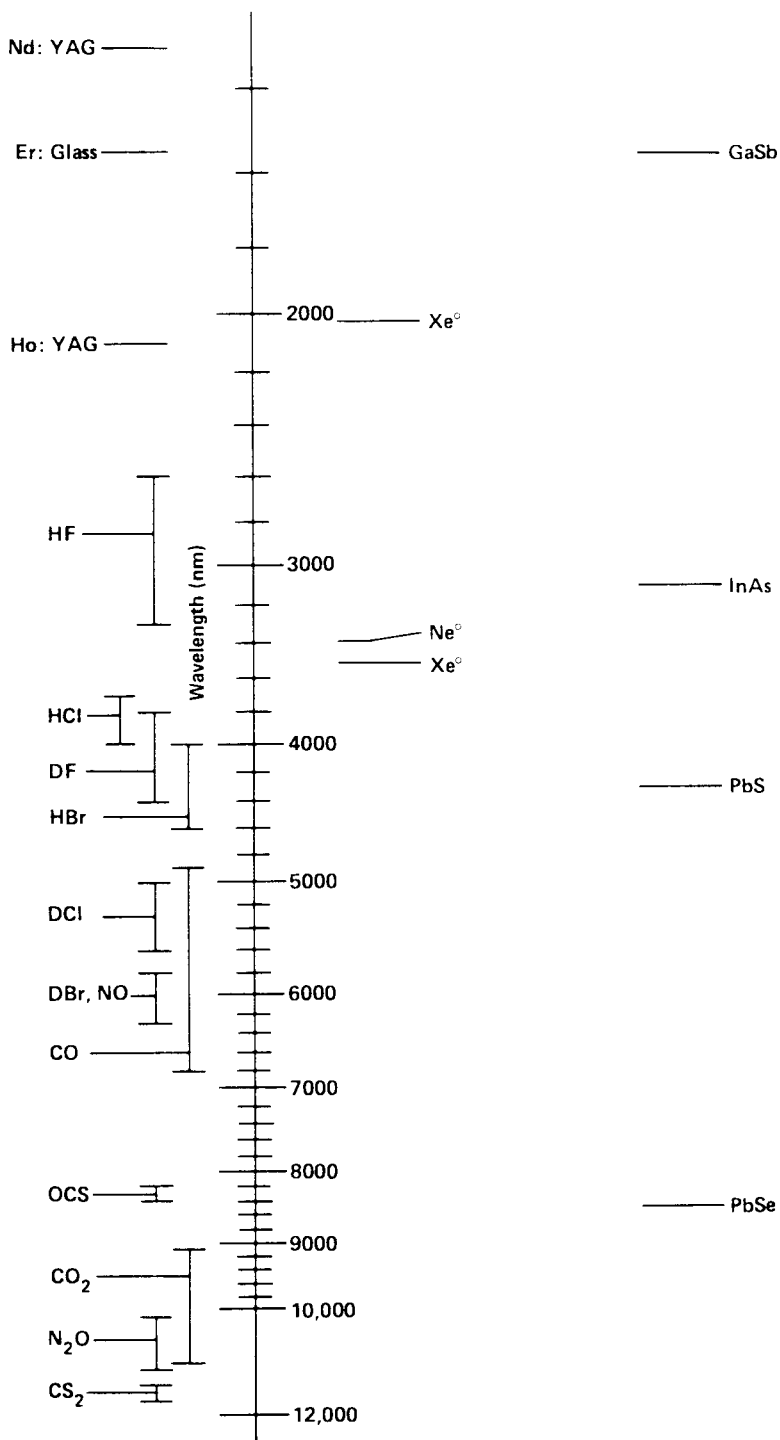 Nd: YAG
Er: Glass
GaSb
2000
Xe°
Ho: YAG
HF
Wavelength (nm)
3000
InAs
Ne°
Xe°
HCl
4000
DF
PbS
HBr
5000
DCl
DBr, NO
6000
CO
7000
8000
OCS
PbSe
9000
CO₂
10,000
N₂O
CS₂
12,000